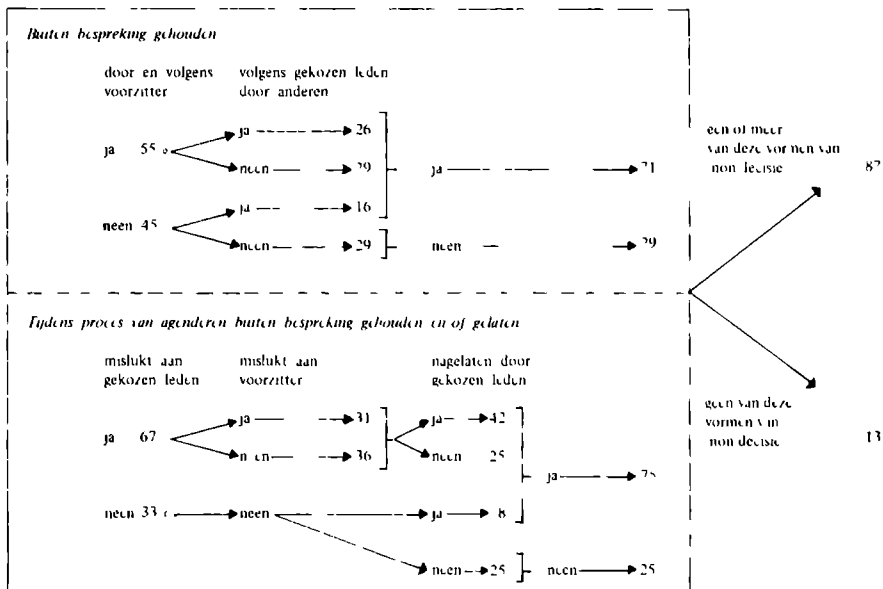 Buiten bespreking gehouden
door en volgens voorzitter
volgens gekozen leden door anderen
ja 55 %
ja 26
neen 29
ja 71
neen 45
ja 16
neen 29
neen 29
een of meer van deze vormen van non decisie 87
Tijdens proces van agenderen buiten bespreking gehouden en of gelaten
mislukt aan gekozen leden
mislukt aan voorzitter
nagelaten door gekozen leden
ja 67
ja 31
neen 36
ja 42
neen 25
ja 75
neen 33
neen
ja 8
neen 25
neen 25
geen van deze vormen van non decisie 13